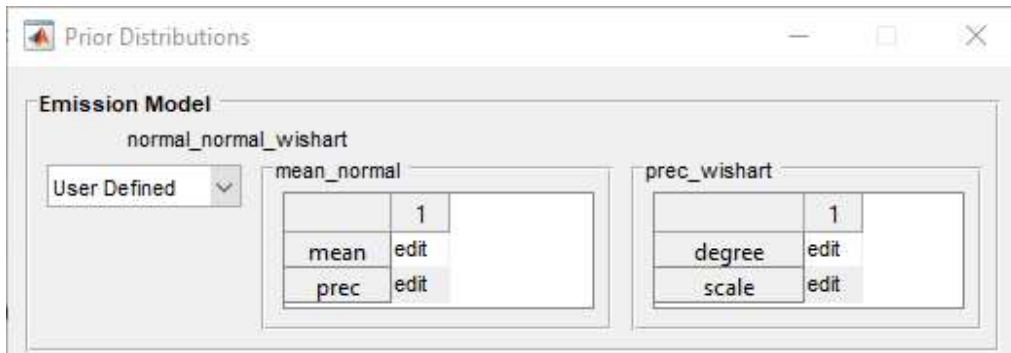 Prior Distributions
Emission Model
normal_normal_wishart
User Defined
mean_normal
1
mean edit
prec edit
prec_wishart
1
degree edit
scale edit